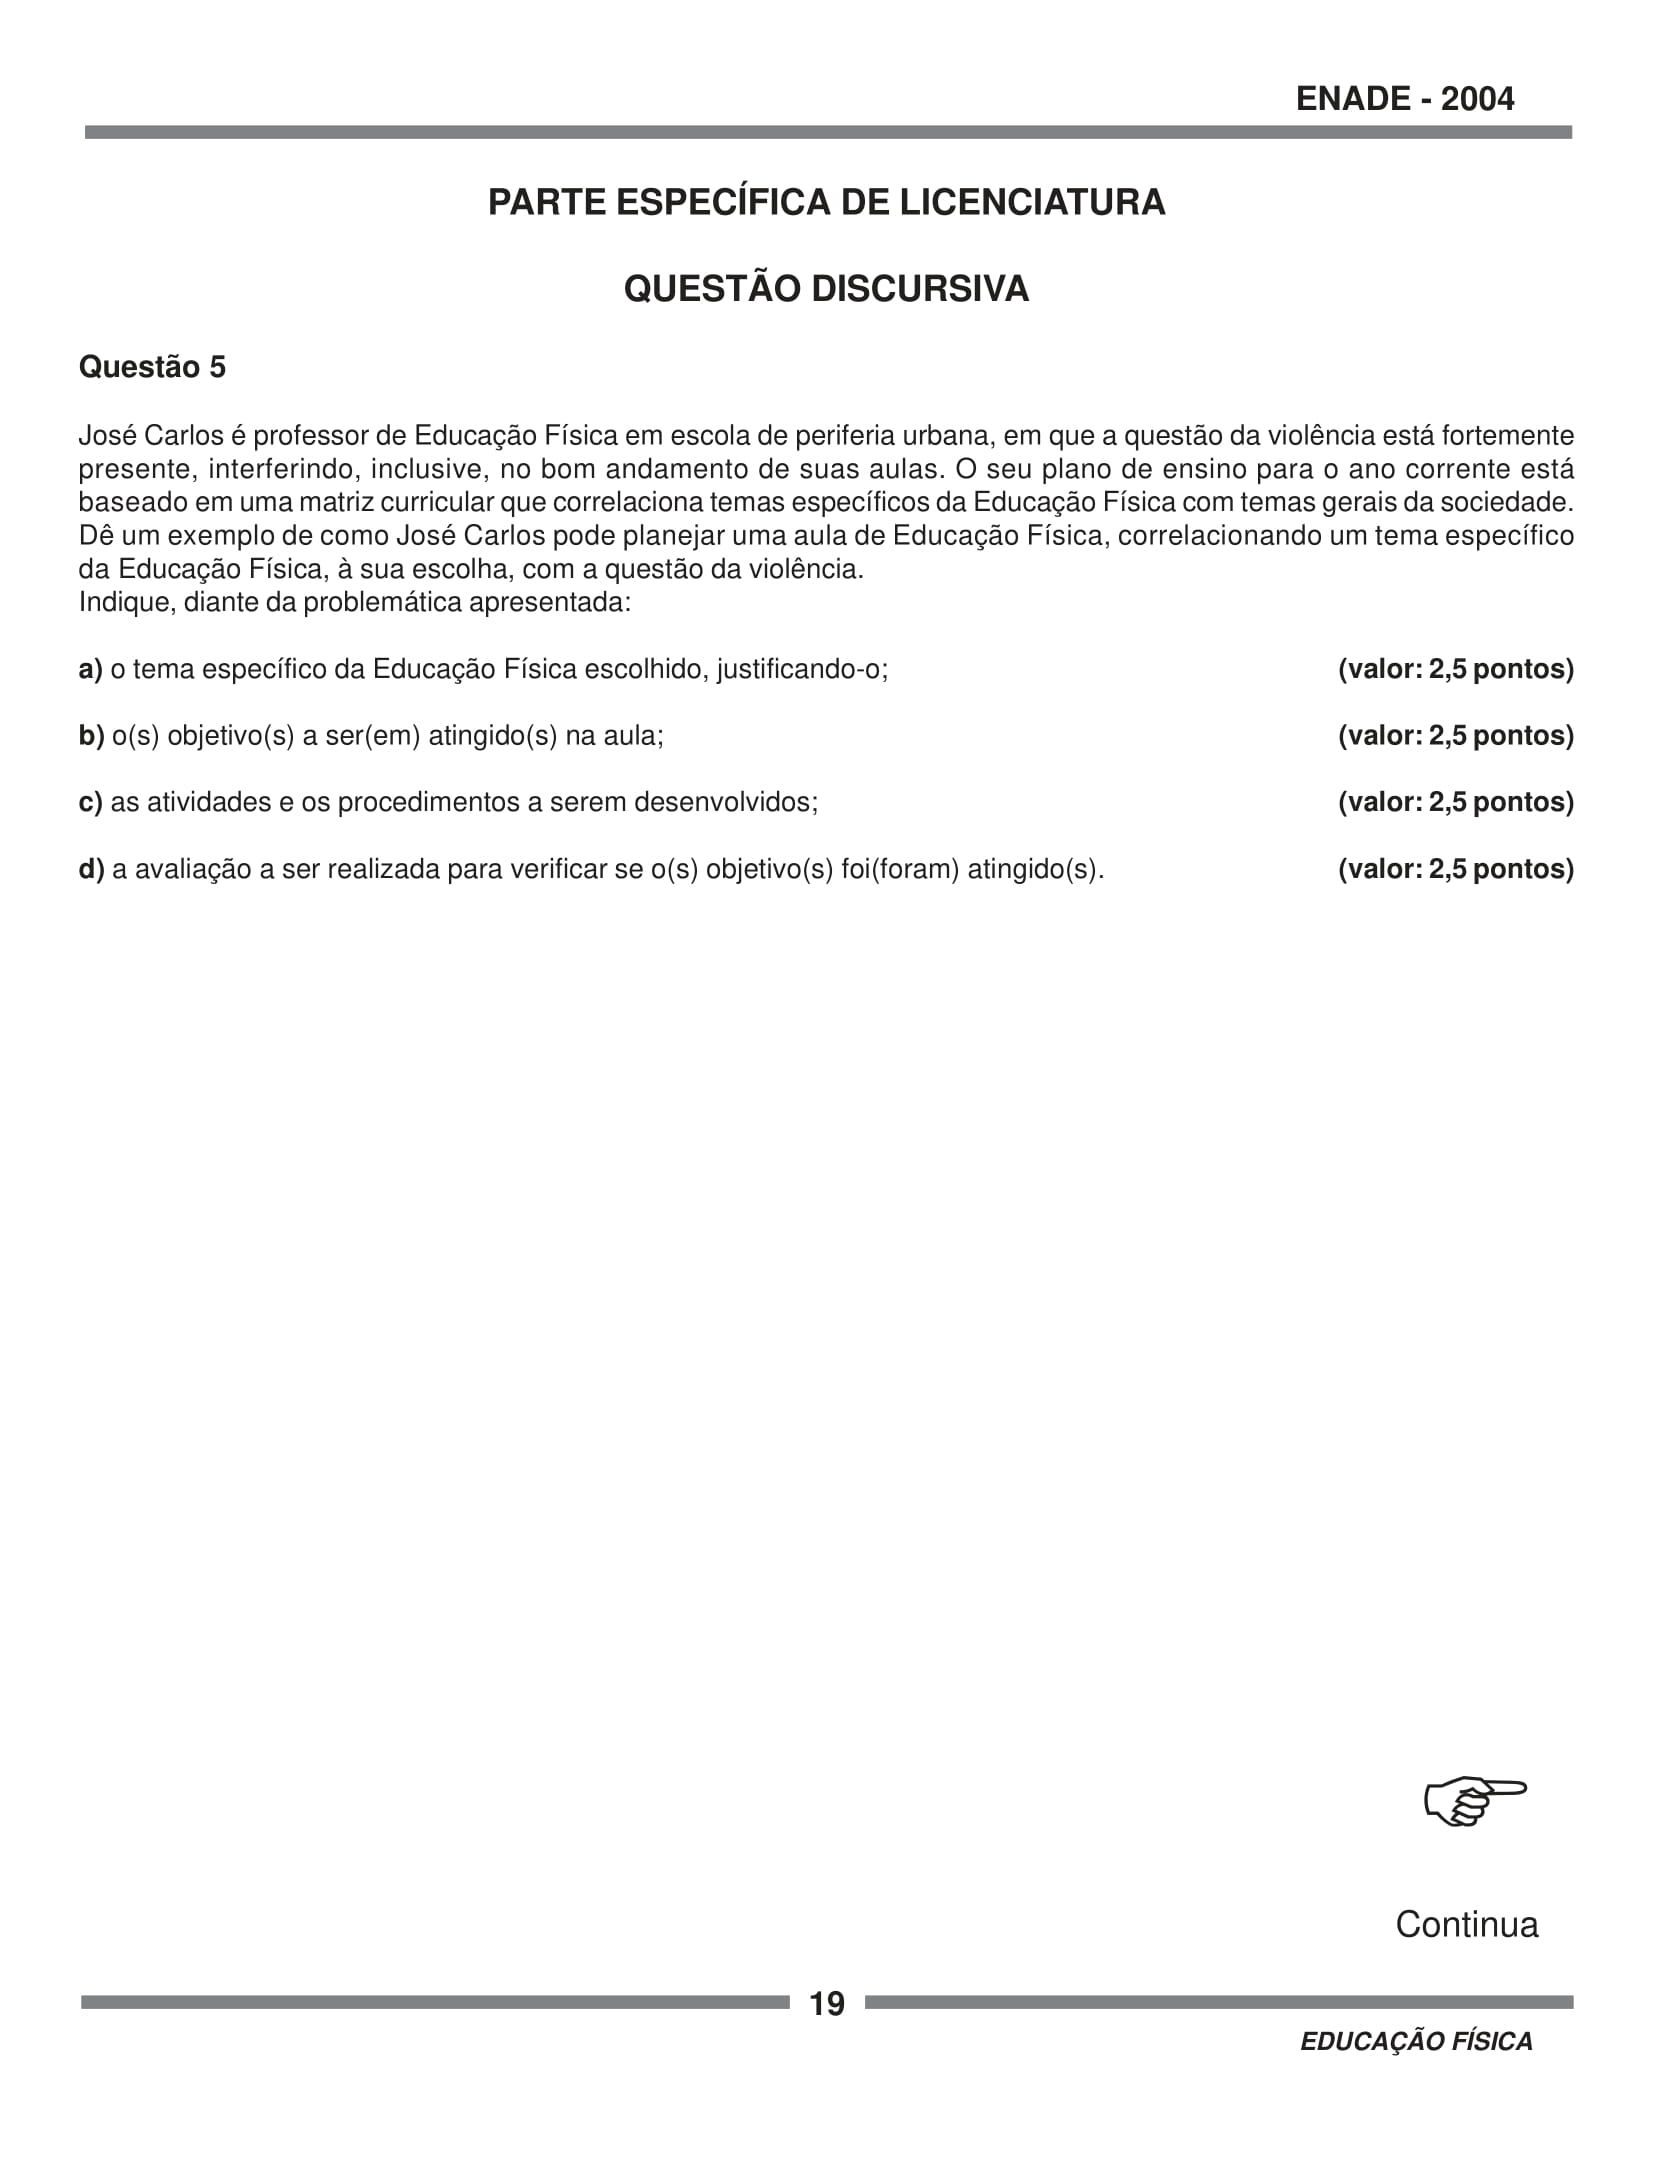 ENADE - 2004
PARTE ESPECÍFICA DE LICENCIATURA
QUESTÃO DISCURSIVA
Questão 5
José Carlos é professor de Educação Física em escola de periferia urbana, em que a questão da violência está fortemente
presente, interferindo, inclusive, no bom andamento de suas aulas. O seu plano de ensino para o ano corrente está
baseado em uma matriz curricular que correlaciona temas específicos da Educação Física com temas gerais da sociedade.
Dê um exemplo de como José Carlos pode planejar uma aula de Educação Física, correlacionando um tema específico
da Educação Física, à sua escolha, com a questão da violência.
Indique, diante da problemática apresentada:
a) o tema específico da Educação Física escolhido, justificando-o; (valor: 2,5 pontos)
b) o(s) objetivo(s) a ser(em) atingido(s) na aula; (valor: 2,5 pontos)
c) as atividades e os procedimentos a serem desenvolvidos; (valor: 2,5 pontos)
d) a avaliação a ser realizada para verificar se o(s) objetivo(s) foi(foram) atingido(s). (valor: 2,5 pontos)
Continua
19
EDUCAÇÃO FÍSICA